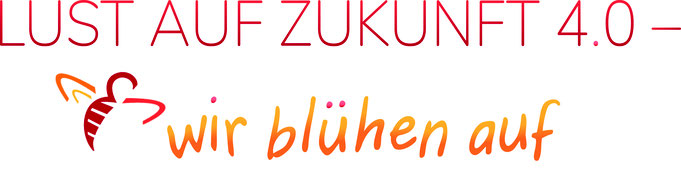 LUST AUF ZUKUNFT 4.0 –
wir blühen auf